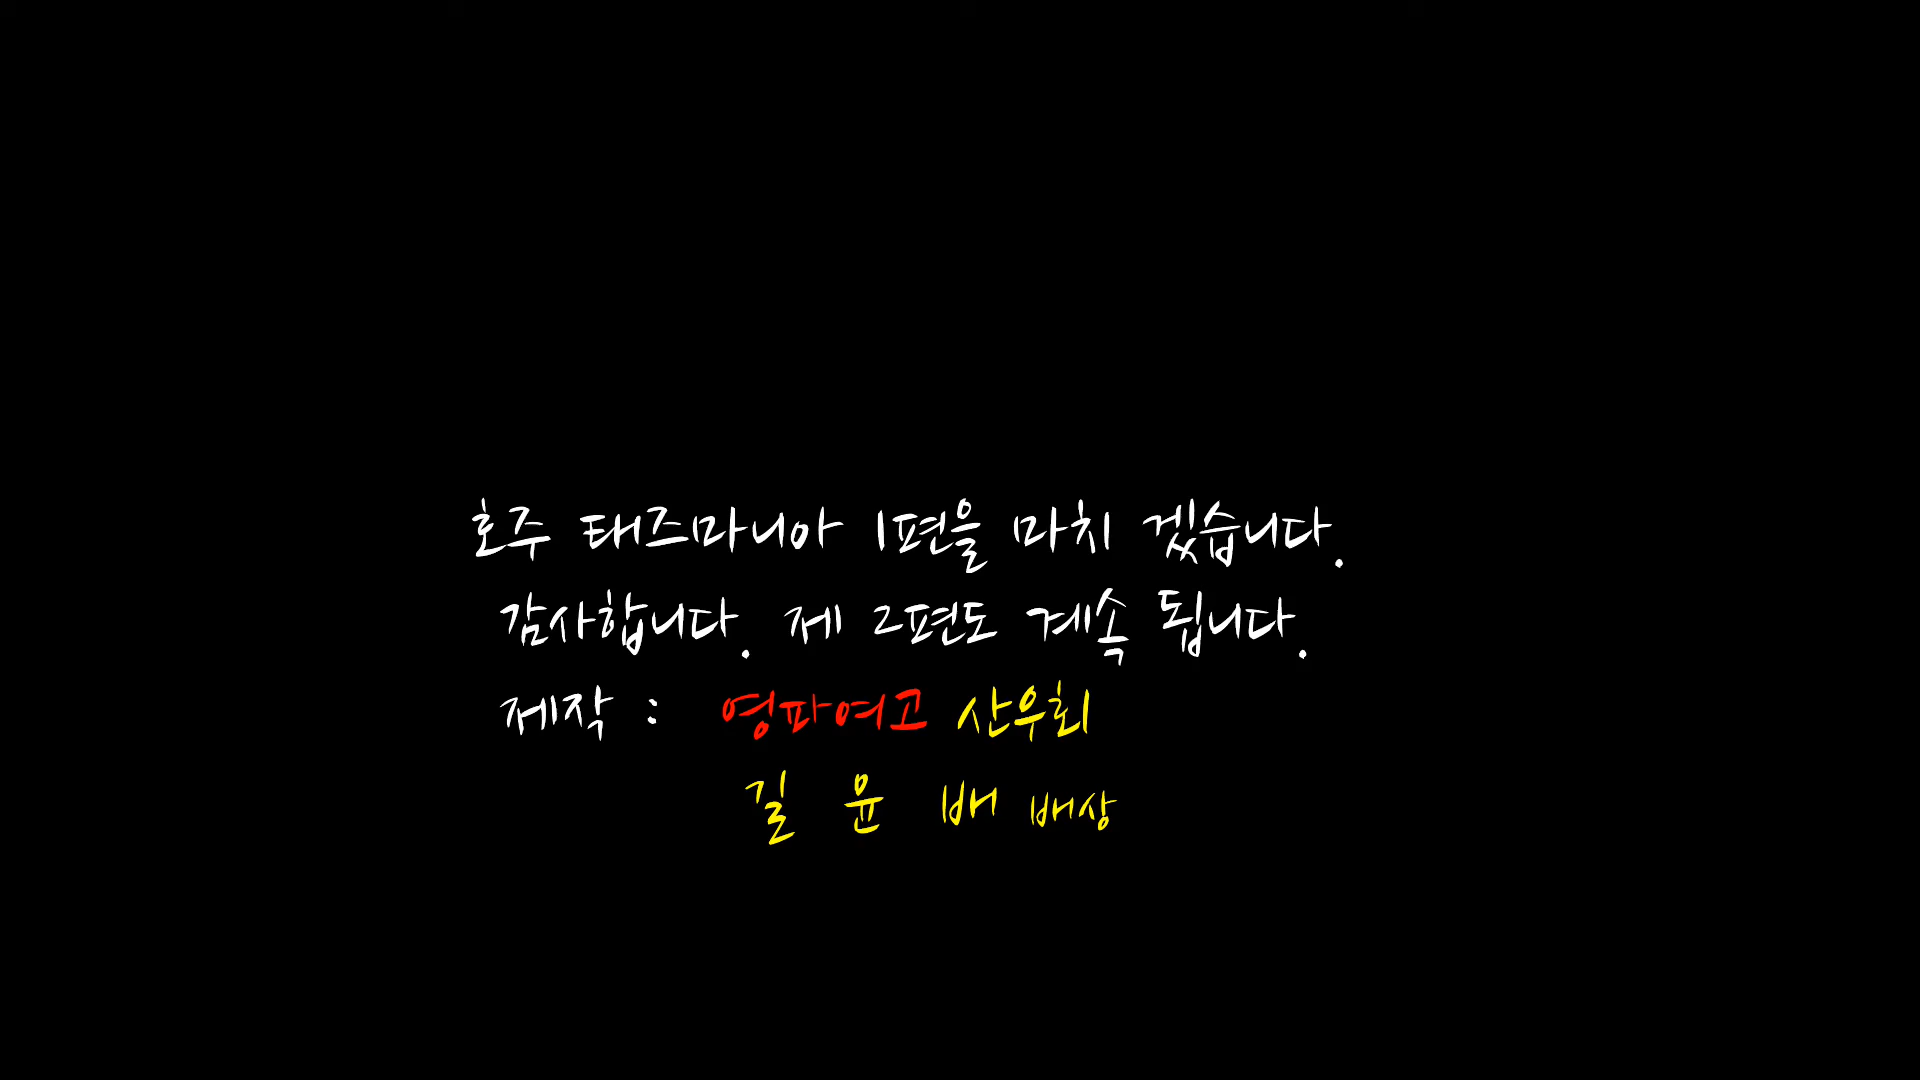 호주 태즈마니아 1편을 마치 겠습니다.
감사합니다. 제 2편도 계속 됩니다.
제작 : 영파여고 산우회
길 윤 배 배상